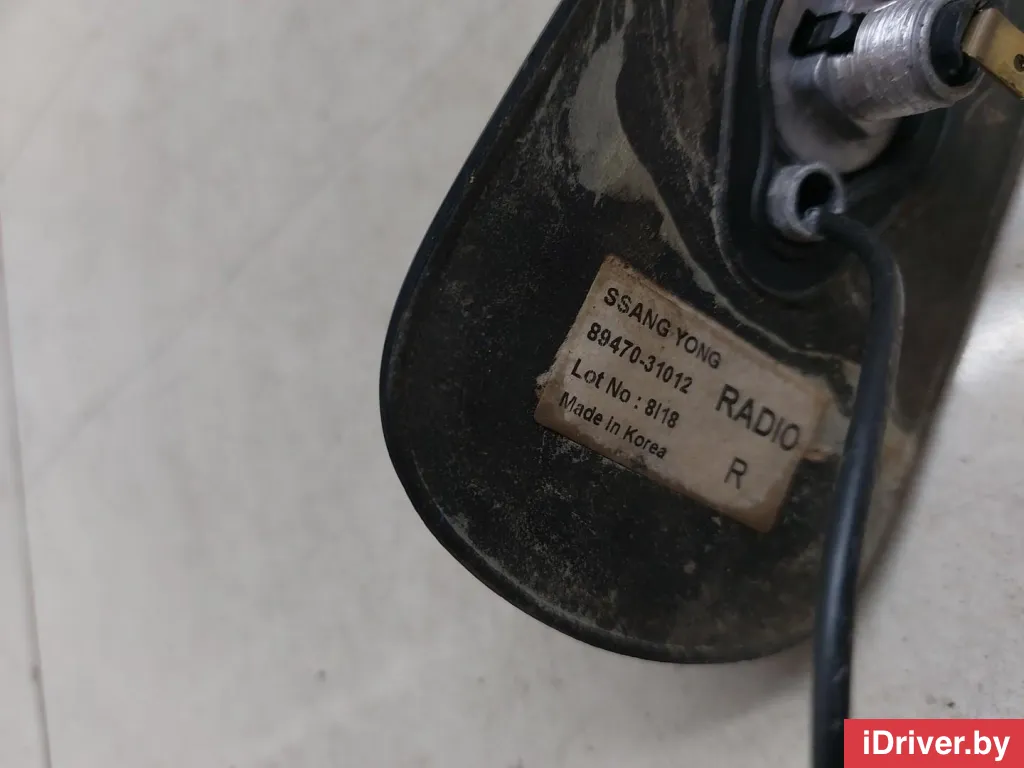 SSANG YONG
89470-31012
Lot No : 8/18
Made in Korea
RADIO
R
iDriver.by